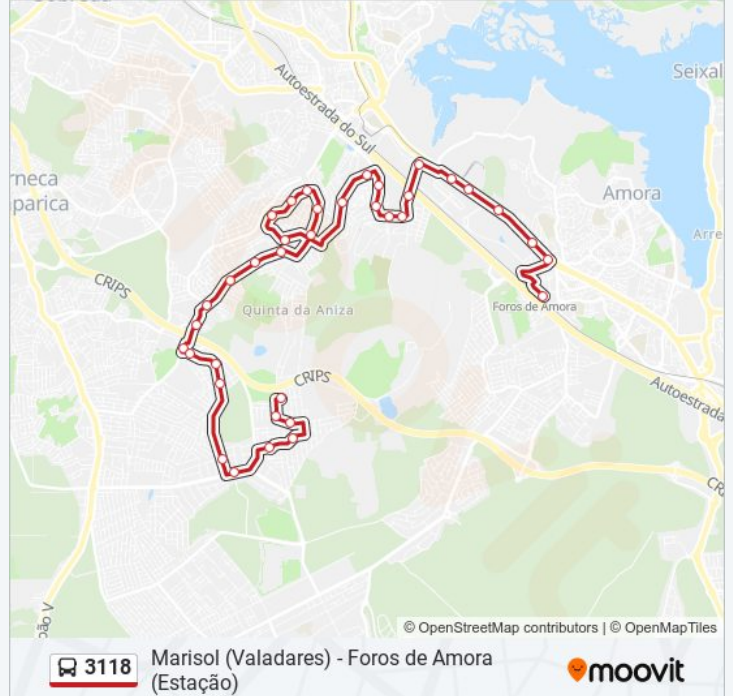 Seixal
Autoestrada do Sul
rneca
aparica
Amora
Arre
CRIPS
Quinta da Aniza
Foros de Amora
CRIPS
Autoestrada
CR
oão V
© OpenStreetMap contributors | © OpenMapTiles
3118
Marisol (Valadares) - Foros de Amora
(Estação)
moovit